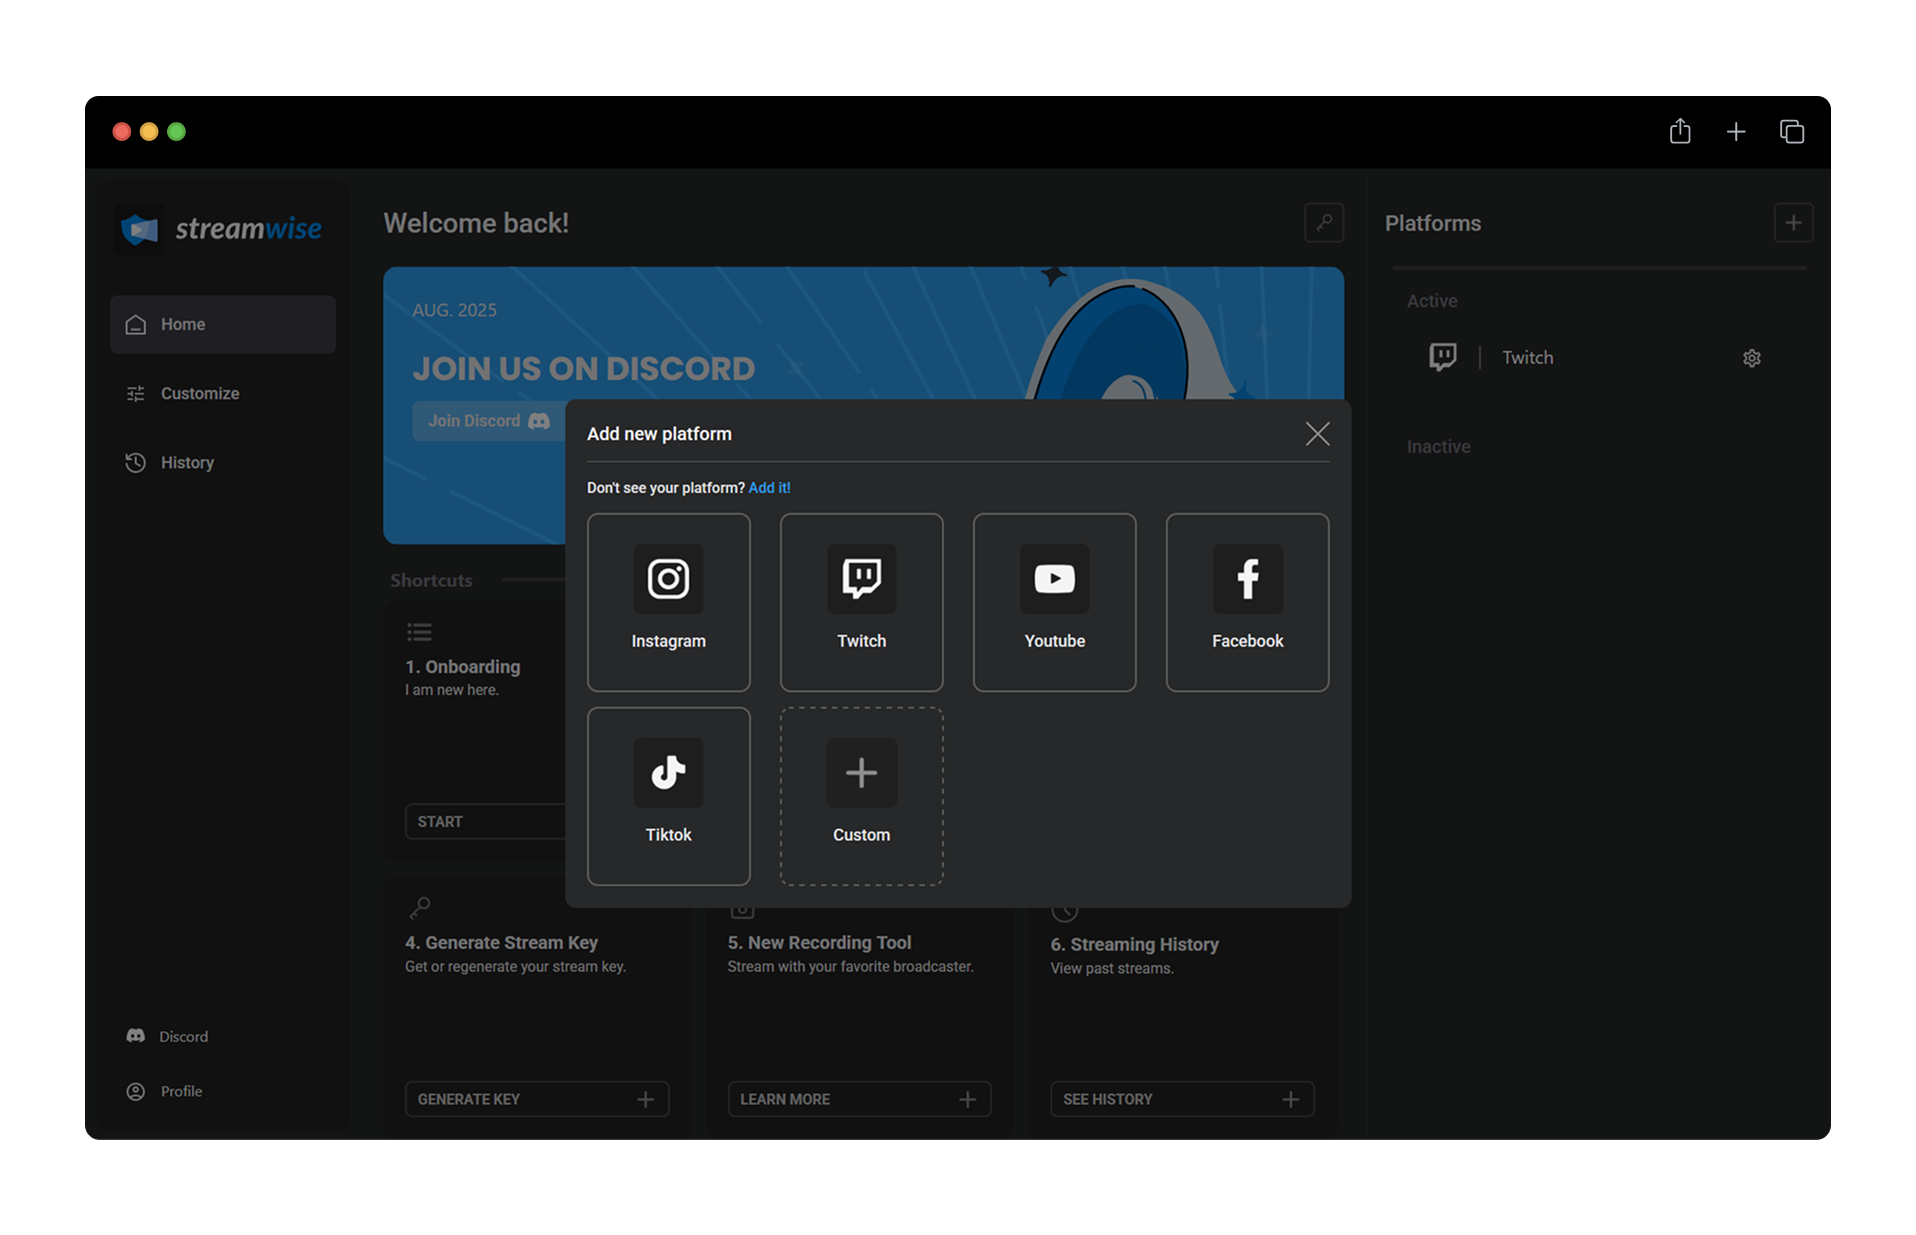 streamwise
Home
Customize
History
Discord
Profile
Welcome back!
AUG. 2025
JOIN US ON DISCORD
Join Discord
Shortcuts
1. Onboarding
I am new here.
START
4. Generate Stream Key
Get or regenerate your stream key.
GENERATE KEY
5. New Recording Tool
Stream with your favorite broadcaster.
LEARN MORE
6. Streaming History
View past streams.
SEE HISTORY
Add new platform
Don't see your platform? Add it!
Instagram
Twitch
Youtube
Facebook
Tiktok
Custom
Platforms
Active
Twitch
Inactive